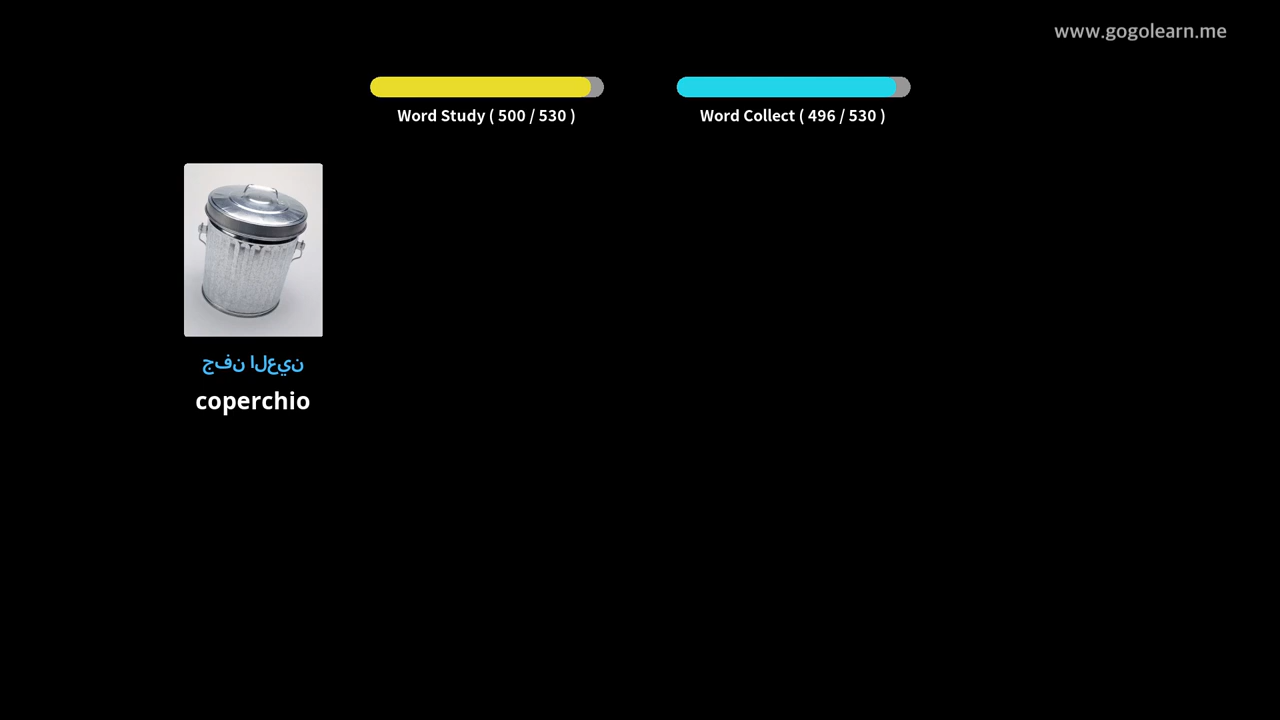 www.gogolearn.me
Word Study ( 500 / 530 )
Word Collect ( 496 / 530 )
جفن العين
coperchio